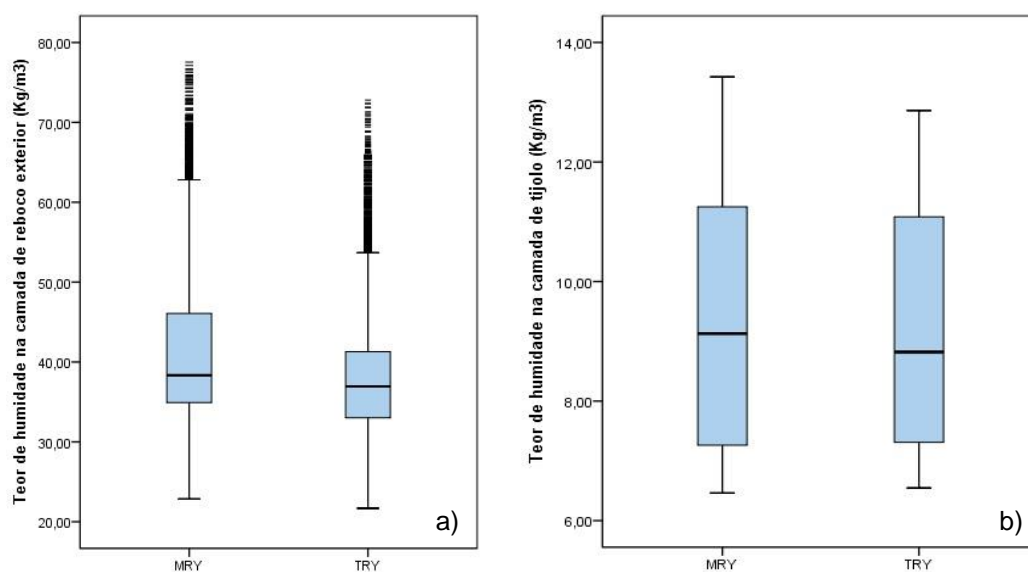 Teor de humidade na camada de reboco exterior (Kg/m3)
80,00
70,00
60,00
50,00
40,00
30,00
20,00
MRY
TRY
a)
Teor de humidade na camada de tijolo (Kg/m3)
14,00
12,00
10,00
8,00
6,00
MRY
TRY
b)